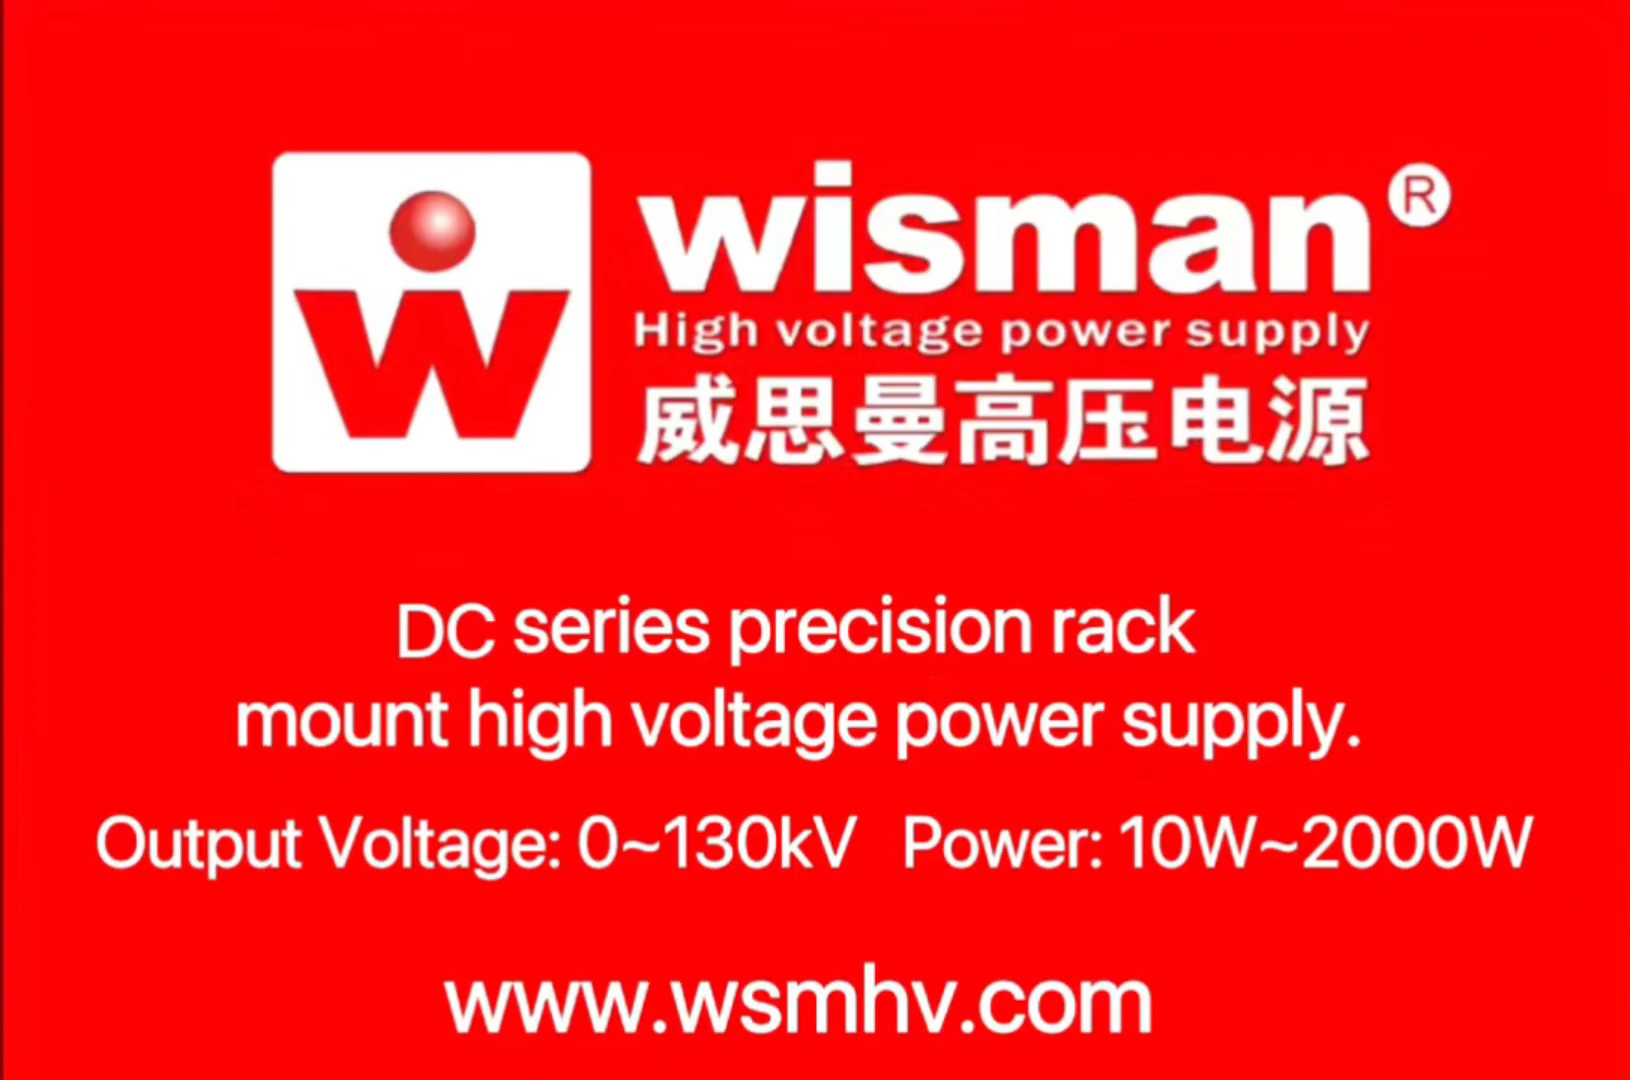 wisman®
High voltage power supply
威思曼高压电源
DC series precision rack
mount high voltage power supply.
Output Voltage: 0~130kV Power: 10W~2000W
www.wsmhv.com